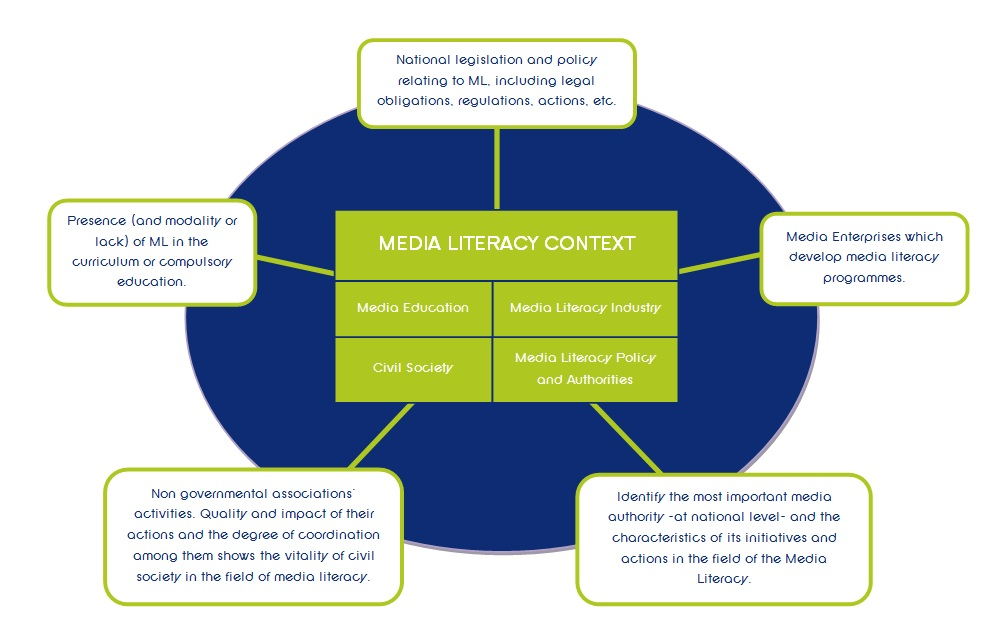 National legislation and policy
relating to ML, including legal
obligations, regulations, actions, etc.
Presence (and modality or
lack) of ML in the
curriculum or compulsory
education.
Media Enterprises which
develop media literacy
programmes.
MEDIA LITERACY CONTEXT
Media Education
Media Literacy Industry
Civil Society
Media Literacy Policy
and Authorities
Non governmental associations'
activities. Quality and impact of their
actions and the degree of coordination
among them shows the vitality of civil
society in the field of media literacy.
Identify the most important media
authority -at national level- and the
characteristics of its initiatives and
actions in the field of the Media
Literacy.